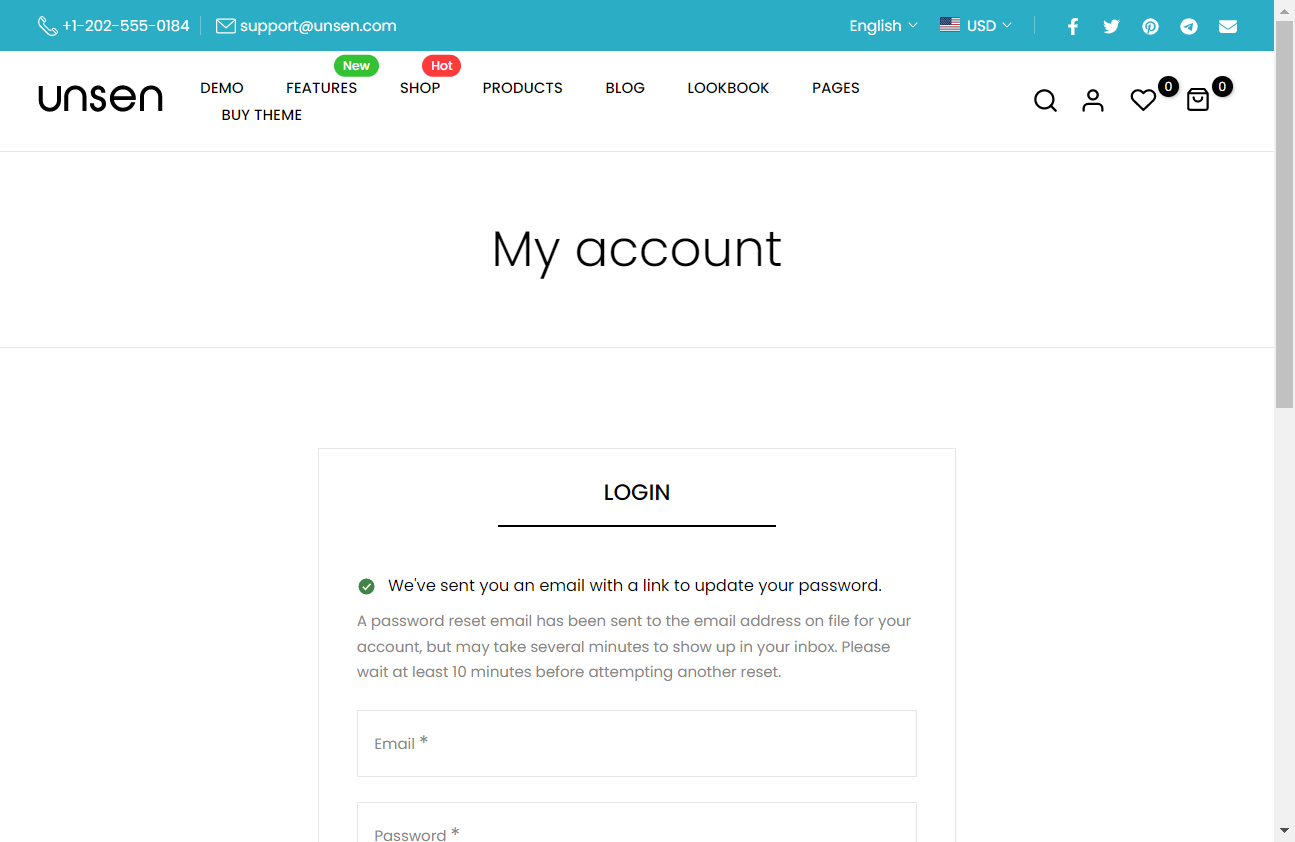 +1-202-555-0184
support@unsen.com
English
USD
unsen
New
Hot
DEMO
FEATURES
SHOP
PRODUCTS
BLOG
LOOKBOOK
PAGES
BUY THEME
0
0
My account
LOGIN
We've sent you an email with a link to update your password.
A password reset email has been sent to the email address on file for your
account, but may take several minutes to show up in your inbox. Please
wait at least 10 minutes before attempting another reset.
Email *
Password *